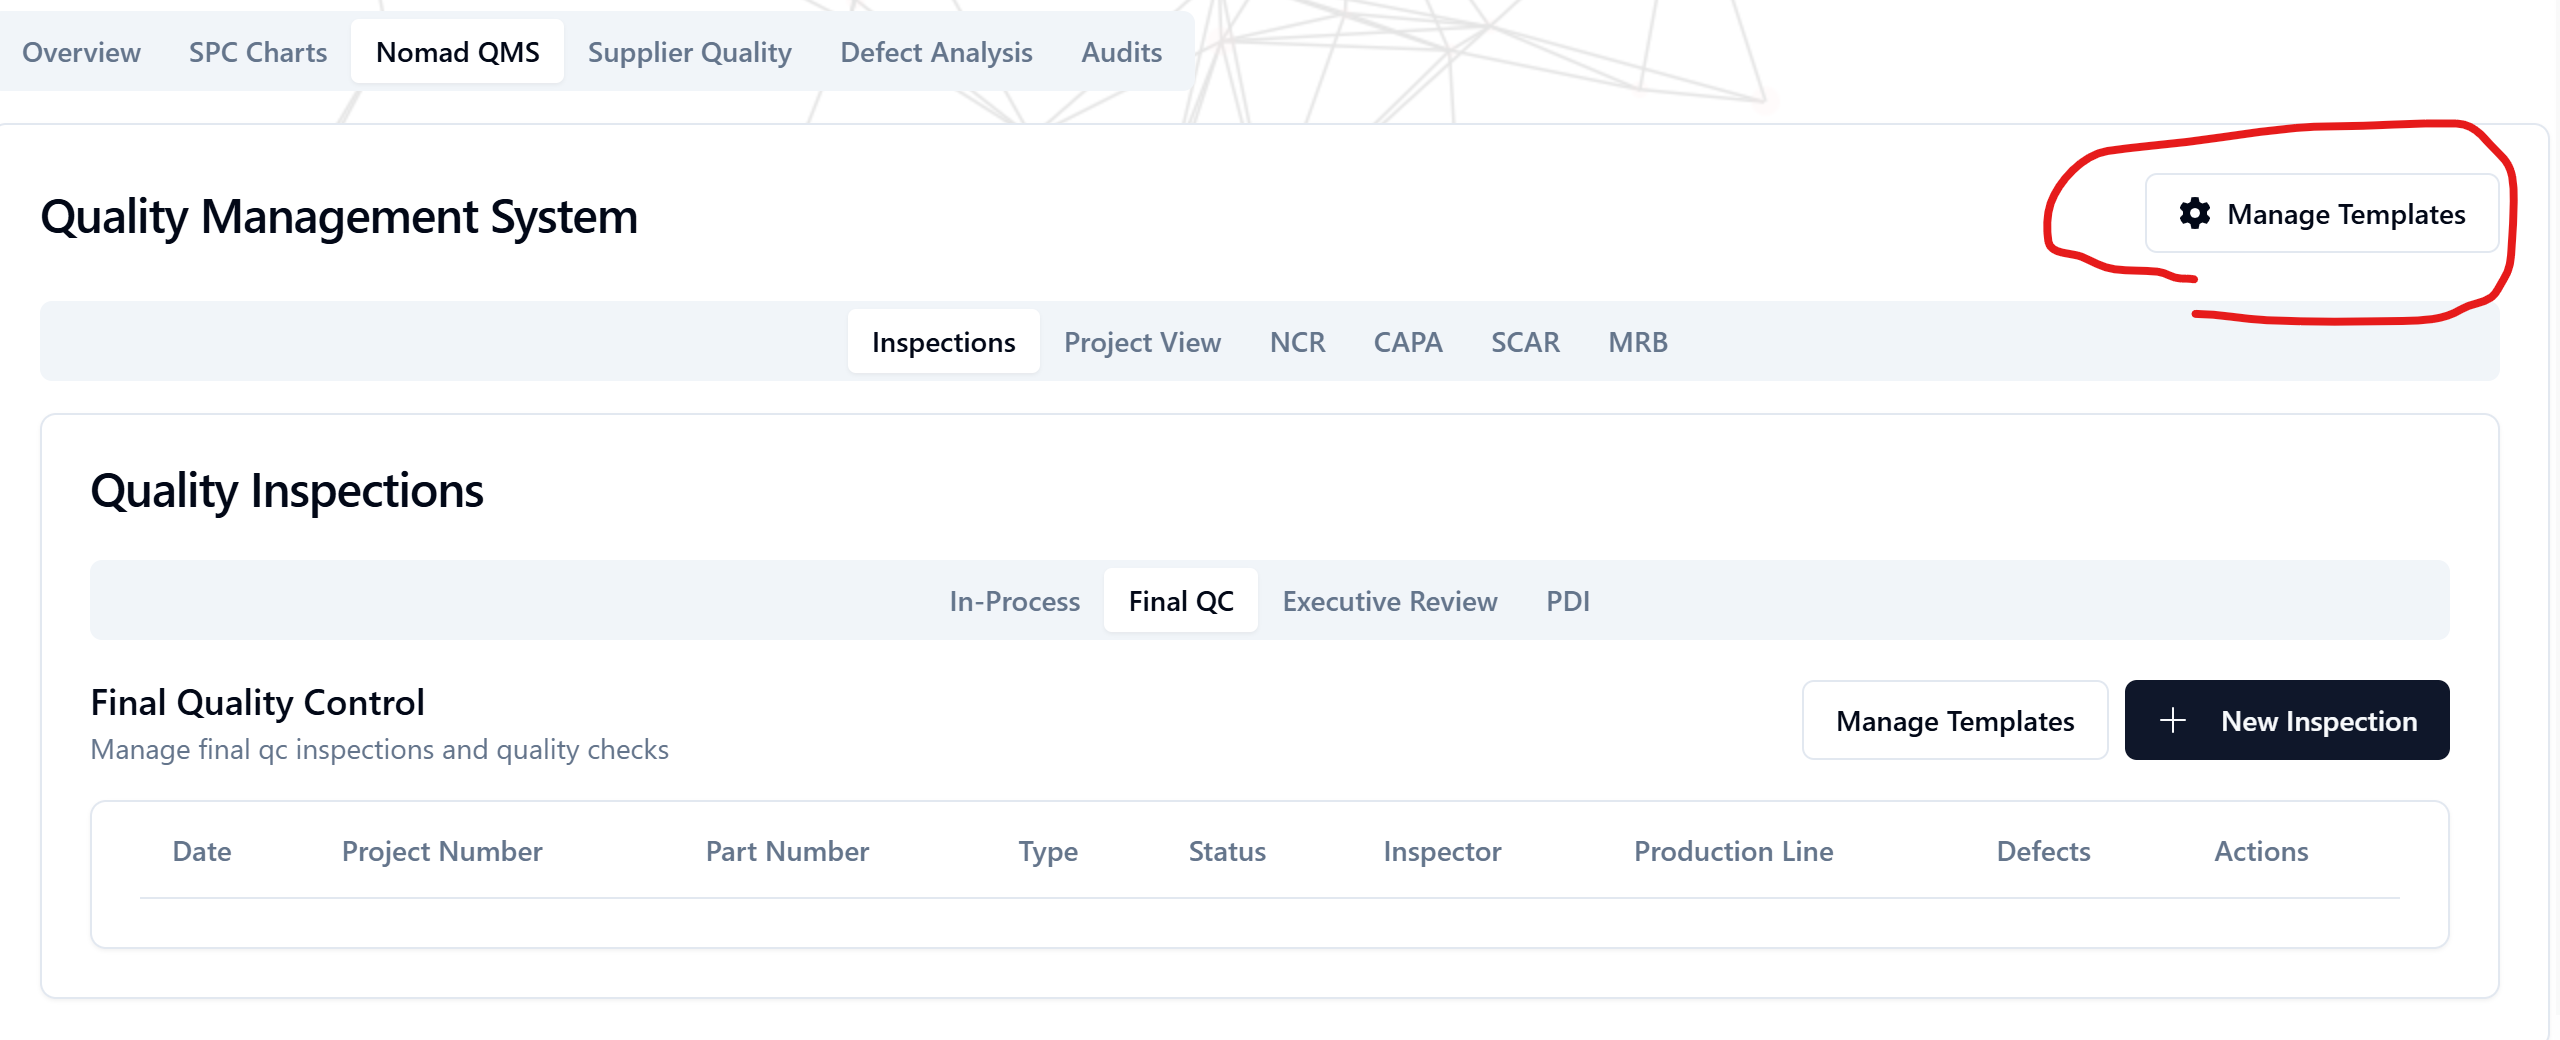 Overview SPC Charts Nomad QMS Supplier Quality Defect Analysis Audits
Quality Management System
Manage Templates
Inspections Project View NCR CAPA SCAR MRB
Quality Inspections
In-Process Final QC Executive Review PDI
Final Quality Control
Manage final qc inspections and quality checks
Manage Templates
New Inspection
Date Project Number Part Number Type Status Inspector Production Line Defects Actions